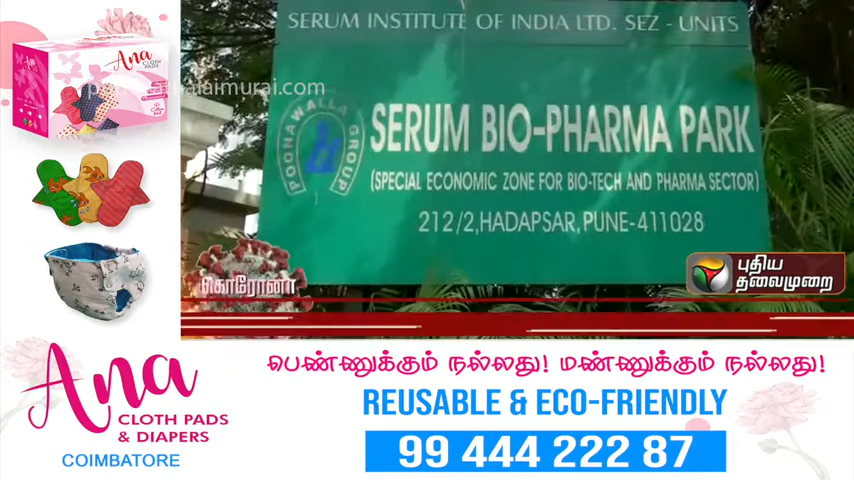 Ana
CLOTH
PADS
SERUM INSTITUTE OF INDIA LTD. SEZ - UNITS
POONAWALLA GROUP
SERUM BIO-PHARMA PARK
(SPECIAL ECONOMIC ZONE FOR BIO-TECH AND PHARMA SECTOR)
212/2, HADAPSAR, PUNE-411028
கொரோனா
புதிய
தலைமுறை
Ana
CLOTH PADS
& DIAPERS
COIMBATORE
பெண்ணுக்கும் நல்லது! மண்ணுக்கும் நல்லது!
REUSABLE & ECO-FRIENDLY
99 444 222 87